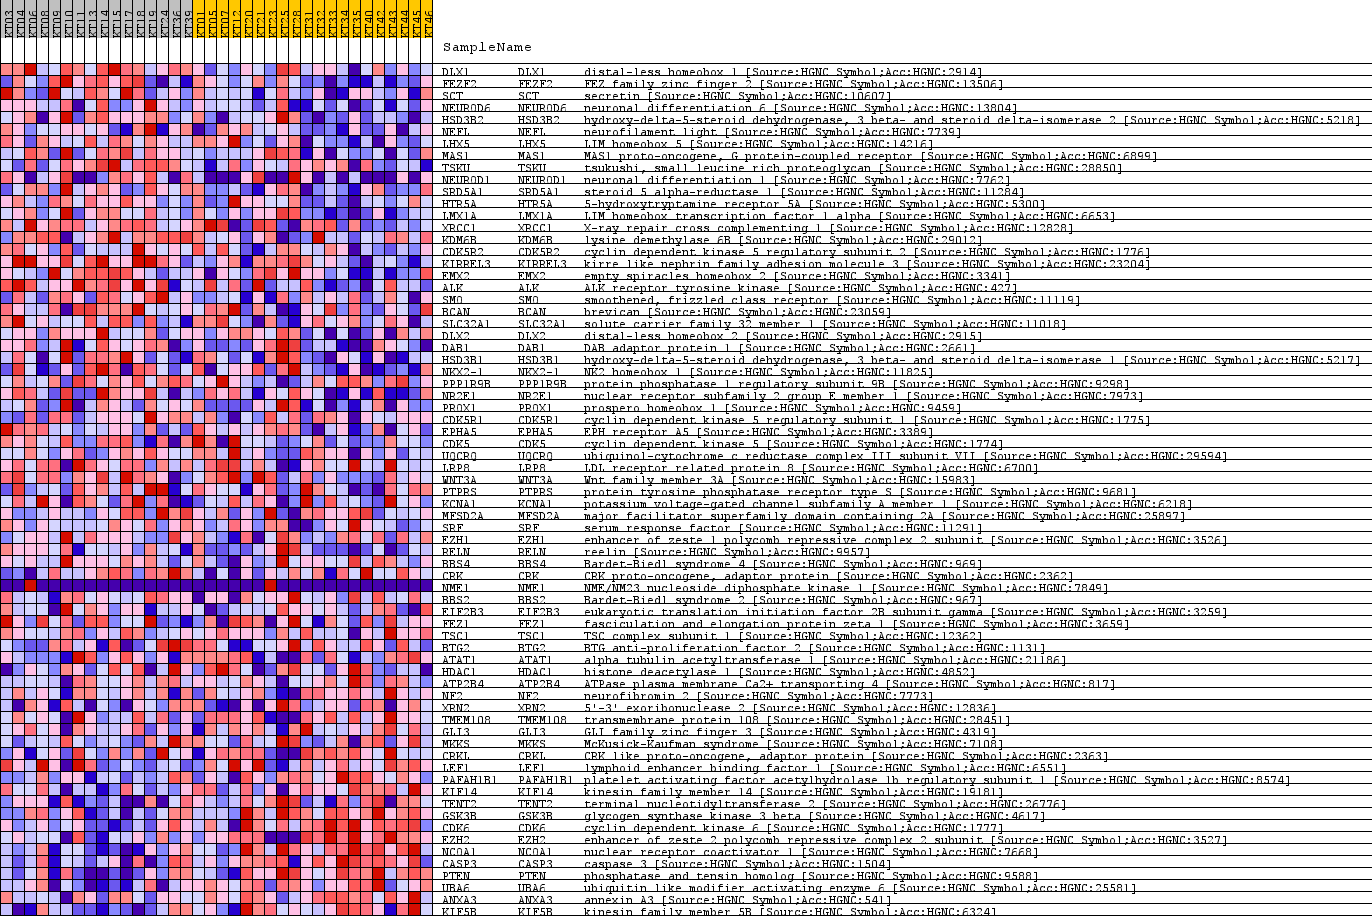 KT03 KT04 KT06 KT08 KT09 KT10 KT11 KT13 KT14 KT15 KT17 KT18 KT19 KT24 KT36 KT39 KT01 KT05 KT07 KT12 KT20 KT21 KT23 KT25 KT28 KT31 KT32 KT33 KT34 KT35 KT40 KT42 KT43 KT44 KT45 KT46
SampleName
DLX1 DLX1 distal-less homeobox 1 [Source:HGNC Symbol;Acc:HGNC:2914]
FEZF2 FEZF2 FEZ family zinc finger 2 [Source:HGNC Symbol;Acc:HGNC:13506]
SCT SCT secretin [Source:HGNC Symbol;Acc:HGNC:10607]
NEUROD6 NEUROD6 neuronal differentiation 6 [Source:HGNC Symbol;Acc:HGNC:13804]
HSD3B2 HSD3B2 hydroxy-delta-5-steroid dehydrogenase, 3 beta- and steroid delta-isomerase 2 [Source:HGNC Symbol;Acc:HGNC:5218]
NEFL NEFL neurofilament light [Source:HGNC Symbol;Acc:HGNC:7739]
LHX5 LHX5 LIM homeobox 5 [Source:HGNC Symbol;Acc:HGNC:14216]
MAS1 MAS1 MAS1 proto-oncogene, G protein-coupled receptor [Source:HGNC Symbol;Acc:HGNC:6899]
TSKU TSKU tsukushi, small leucine rich proteoglycan [Source:HGNC Symbol;Acc:HGNC:28850]
NEUROD1 NEUROD1 neuronal differentiation 1 [Source:HGNC Symbol;Acc:HGNC:7762]
SRD5A1 SRD5A1 steroid 5 alpha-reductase 1 [Source:HGNC Symbol;Acc:HGNC:11284]
HTR5A HTR5A 5-hydroxytryptamine receptor 5A [Source:HGNC Symbol;Acc:HGNC:5300]
LMX1A LMX1A LIM homeobox transcription factor 1 alpha [Source:HGNC Symbol;Acc:HGNC:6653]
XRCC1 XRCC1 X-ray repair cross complementing 1 [Source:HGNC Symbol;Acc:HGNC:12828]
KDM6B KDM6B lysine demethylase 6B [Source:HGNC Symbol;Acc:HGNC:29012]
CDK5R2 CDK5R2 cyclin dependent kinase 5 regulatory subunit 2 [Source:HGNC Symbol;Acc:HGNC:1776]
KIRREL3 KIRREL3 kirre like nephrin family adhesion molecule 3 [Source:HGNC Symbol;Acc:HGNC:23204]
EMX2 EMX2 empty spiracles homeobox 2 [Source:HGNC Symbol;Acc:HGNC:3341]
ALK ALK ALK receptor tyrosine kinase [Source:HGNC Symbol;Acc:HGNC:427]
SMO SMO smoothened, frizzled class receptor [Source:HGNC Symbol;Acc:HGNC:11119]
BCAN BCAN brevican [Source:HGNC Symbol;Acc:HGNC:23059]
SLC32A1 SLC32A1 solute carrier family 32 member 1 [Source:HGNC Symbol;Acc:HGNC:11018]
DLX2 DLX2 distal-less homeobox 2 [Source:HGNC Symbol;Acc:HGNC:2915]
DAB1 DAB1 DAB adaptor protein 1 [Source:HGNC Symbol;Acc:HGNC:2661]
HSD3B1 HSD3B1 hydroxy-delta-5-steroid dehydrogenase, 3 beta- and steroid delta-isomerase 1 [Source:HGNC Symbol;Acc:HGNC:5217]
NKX2-1 NKX2-1 NK2 homeobox 1 [Source:HGNC Symbol;Acc:HGNC:11825]
PPP1R9B PPP1R9B protein phosphatase 1 regulatory subunit 9B [Source:HGNC Symbol;Acc:HGNC:9298]
NR2E1 NR2E1 nuclear receptor subfamily 2 group E member 1 [Source:HGNC Symbol;Acc:HGNC:7973]
PROX1 PROX1 prospero homeobox 1 [Source:HGNC Symbol;Acc:HGNC:9459]
CDK5R1 CDK5R1 cyclin dependent kinase 5 regulatory subunit 1 [Source:HGNC Symbol;Acc:HGNC:1775]
EPHA5 EPHA5 EPH receptor A5 [Source:HGNC Symbol;Acc:HGNC:3389]
CDK5 CDK5 cyclin dependent kinase 5 [Source:HGNC Symbol;Acc:HGNC:1774]
UQCRQ UQCRQ ubiquinol-cytochrome c reductase complex III subunit VII [Source:HGNC Symbol;Acc:HGNC:29594]
LRP8 LRP8 LDL receptor related protein 8 [Source:HGNC Symbol;Acc:HGNC:6700]
WNT3A WNT3A Wnt family member 3A [Source:HGNC Symbol;Acc:HGNC:15983]
PTPRS PTPRS protein tyrosine phosphatase receptor type S [Source:HGNC Symbol;Acc:HGNC:9681]
KCNA1 KCNA1 potassium voltage-gated channel subfamily A member 1 [Source:HGNC Symbol;Acc:HGNC:6218]
MFSD2A MFSD2A major facilitator superfamily domain containing 2A [Source:HGNC Symbol;Acc:HGNC:25897]
SRF SRF serum response factor [Source:HGNC Symbol;Acc:HGNC:11291]
EZH1 EZH1 enhancer of zeste 1 polycomb repressive complex 2 subunit [Source:HGNC Symbol;Acc:HGNC:3526]
RELN RELN reelin [Source:HGNC Symbol;Acc:HGNC:9957]
BBS4 BBS4 Bardet-Biedl syndrome 4 [Source:HGNC Symbol;Acc:HGNC:969]
CRK CRK CRK proto-oncogene, adaptor protein [Source:HGNC Symbol;Acc:HGNC:2362]
NME1 NME1 NME/NM23 nucleoside diphosphate kinase 1 [Source:HGNC Symbol;Acc:HGNC:7849]
BBS2 BBS2 Bardet-Biedl syndrome 2 [Source:HGNC Symbol;Acc:HGNC:967]
EIF2B3 EIF2B3 eukaryotic translation initiation factor 2B subunit gamma [Source:HGNC Symbol;Acc:HGNC:3259]
FEZ1 FEZ1 fasciculation and elongation protein zeta 1 [Source:HGNC Symbol;Acc:HGNC:3659]
TSC1 TSC1 TSC complex subunit 1 [Source:HGNC Symbol;Acc:HGNC:12362]
BTG2 BTG2 BTG anti-proliferation factor 2 [Source:HGNC Symbol;Acc:HGNC:1131]
ATAT1 ATAT1 alpha tubulin acetyltransferase 1 [Source:HGNC Symbol;Acc:HGNC:21186]
HDAC1 HDAC1 histone deacetylase 1 [Source:HGNC Symbol;Acc:HGNC:4852]
ATP2B4 ATP2B4 ATPase plasma membrane Ca2+ transporting 4 [Source:HGNC Symbol;Acc:HGNC:817]
NF2 NF2 neurofibromin 2 [Source:HGNC Symbol;Acc:HGNC:7773]
XRN2 XRN2 5'-3' exoribonuclease 2 [Source:HGNC Symbol;Acc:HGNC:12836]
TMEM108 TMEM108 transmembrane protein 108 [Source:HGNC Symbol;Acc:HGNC:28451]
GLI3 GLI3 GLI family zinc finger 3 [Source:HGNC Symbol;Acc:HGNC:4319]
MKKS MKKS McKusick-Kaufman syndrome [Source:HGNC Symbol;Acc:HGNC:7108]
CRKL CRKL CRK like proto-oncogene, adaptor protein [Source:HGNC Symbol;Acc:HGNC:2363]
LEF1 LEF1 lymphoid enhancer binding factor 1 [Source:HGNC Symbol;Acc:HGNC:6551]
PAFAH1B1 PAFAH1B1 platelet activating factor acetylhydrolase 1b regulatory subunit 1 [Source:HGNC Symbol;Acc:HGNC:8574]
KIF14 KIF14 kinesin family member 14 [Source:HGNC Symbol;Acc:HGNC:19181]
TENT2 TENT2 terminal nucleotidyltransferase 2 [Source:HGNC Symbol;Acc:HGNC:26776]
GSK3B GSK3B glycogen synthase kinase 3 beta [Source:HGNC Symbol;Acc:HGNC:4617]
CDK6 CDK6 cyclin dependent kinase 6 [Source:HGNC Symbol;Acc:HGNC:1777]
EZH2 EZH2 enhancer of zeste 2 polycomb repressive complex 2 subunit [Source:HGNC Symbol;Acc:HGNC:3527]
NCOA1 NCOA1 nuclear receptor coactivator 1 [Source:HGNC Symbol;Acc:HGNC:7668]
CASP3 CASP3 caspase 3 [Source:HGNC Symbol;Acc:HGNC:1504]
PTEN PTEN phosphatase and tensin homolog [Source:HGNC Symbol;Acc:HGNC:9588]
UBA6 UBA6 ubiquitin like modifier activating enzyme 6 [Source:HGNC Symbol;Acc:HGNC:25581]
ANXA3 ANXA3 annexin A3 [Source:HGNC Symbol;Acc:HGNC:541]
KIF5B KIF5B kinesin family member 5B [Source:HGNC Symbol;Acc:HGNC:6324]